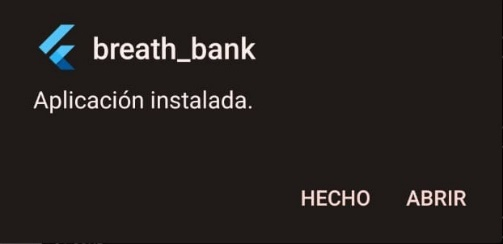 breath_bank
Aplicación instalada.
HECHO ABRIR